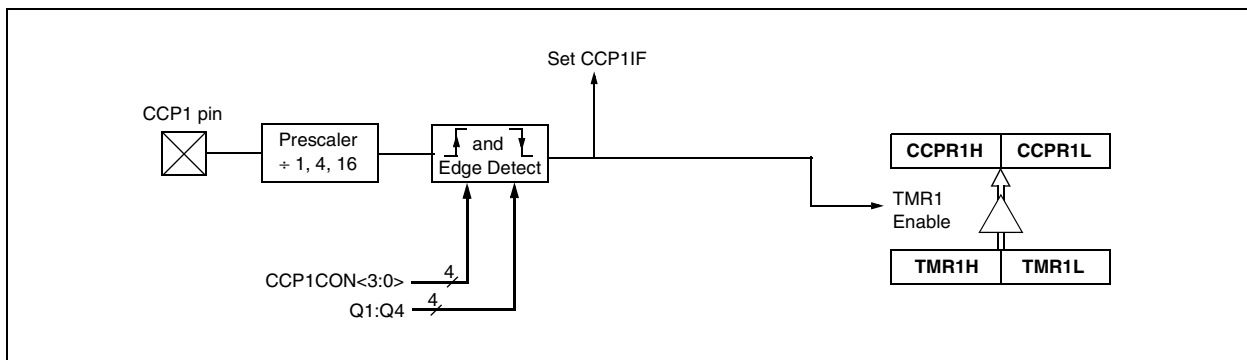 Set CCP1IF
CCP1 pin
Prescaler
÷ 1, 4, 16
and
Edge Detect
CCPR1H CCPR1L
TMR1
Enable
TMR1H TMR1L
CCP1CON<3:0>
4
Q1:Q4
4